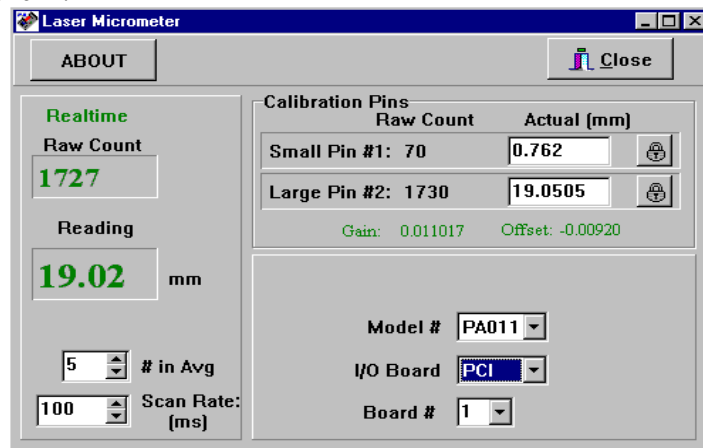 Laser Micrometer
ABOUT
Close
Realtime
Raw Count
1727
Reading
19.02 mm
5 # in Avg
100 Scan Rate:
(ms)
Calibration Pins
Raw Count Actual (mm)
Small Pin #1: 70 0.762
Large Pin #2: 1730 19.0505
Gain: 0.011017 Offset: -0.00920
Model # PA011
I/O Board PCI
Board # 1